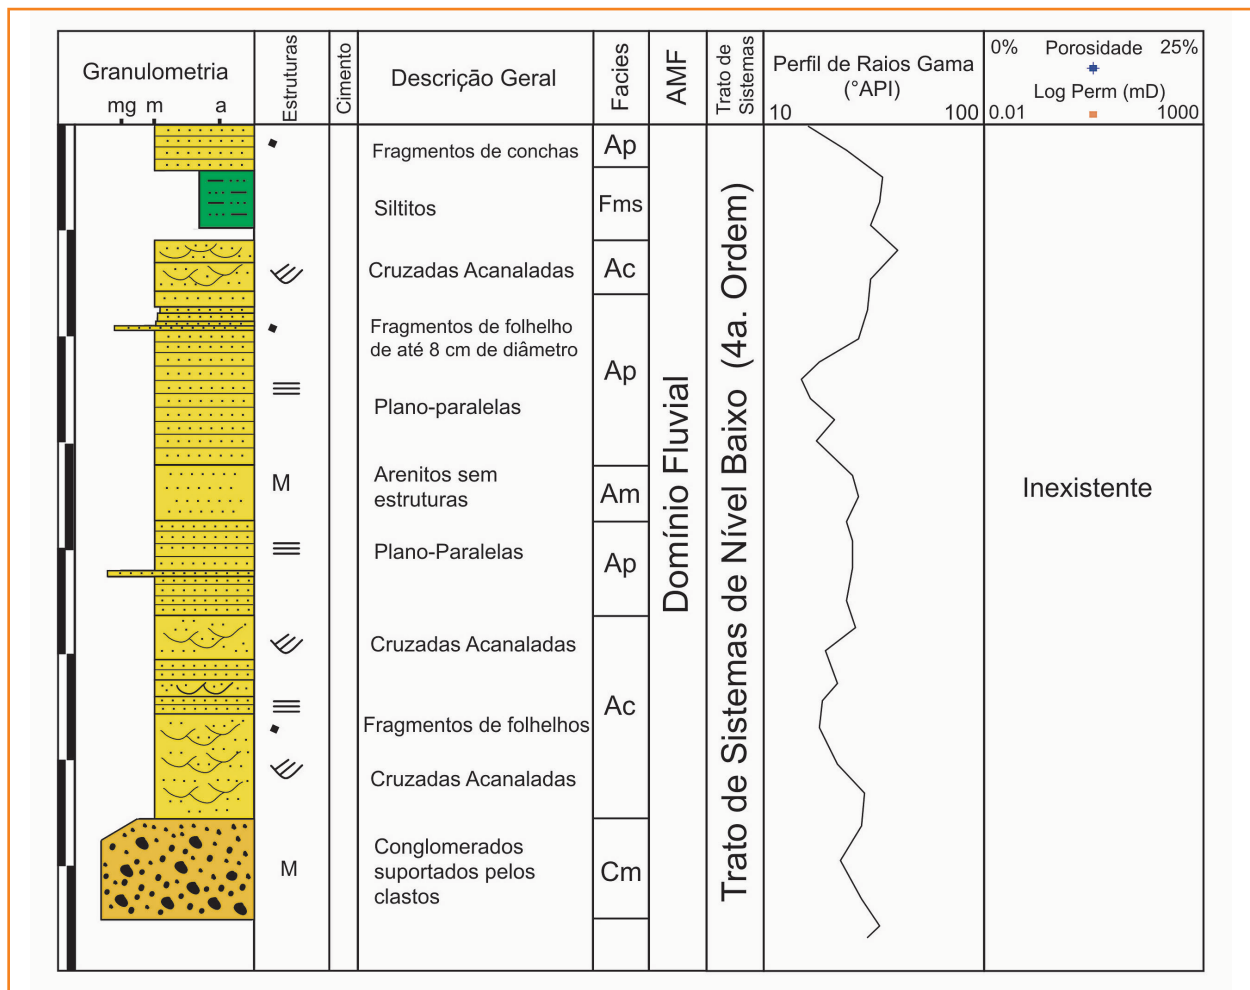 Granulometria
mg m a
Estruturas
Cimento
Descrição Geral
Facies
AMF
Trato de
Sistemas
Perfil de Raios Gama
(°API)
10 100
0% Porosidade 25%
Log Perm (mD)
0.01 1000
Fragmentos de conchas
Ap
Siltitos
Fms
Cruzadas Acanaladas
Ac
Fragmentos de folhelho
de até 8 cm de diâmetro
Ap
Plano-paralelas
M
Arenitos sem
estruturas
Am
Plano-Paralelas
Ap
Cruzadas Acanaladas
Ac
Fragmentos de folhelhos
Cruzadas Acanaladas
M
Conglomerados
suportados pelos
clastos
Cm
Domínio Fluvial
Trato de Sistemas de Nível Baixo (4a. Ordem)
Inexistente